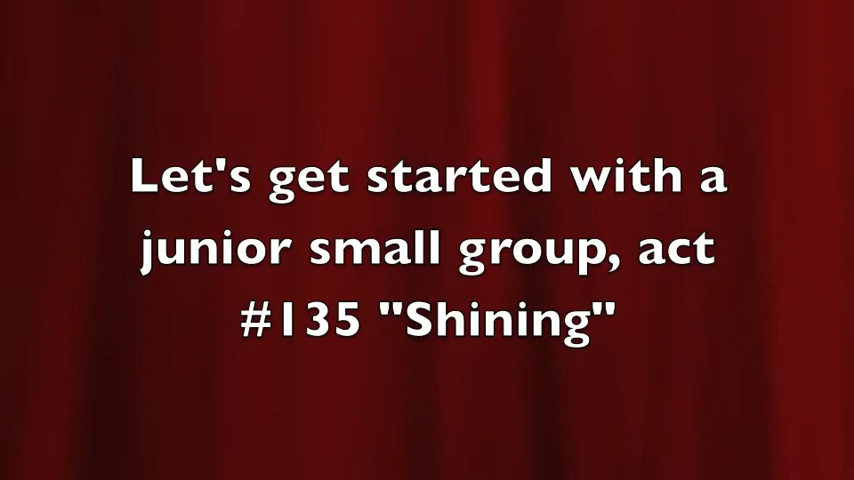 Let's get started with a
junior small group, act
#135 "Shining"